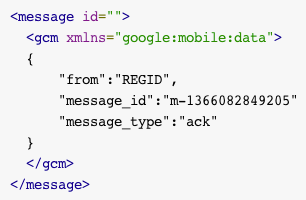 <message id="">
<gcm xmlns="google:mobile:data">
{
"from":"REGID",
"message_id":"m-1366082849205"
"message_type":"ack"
}
</gcm>
</message>